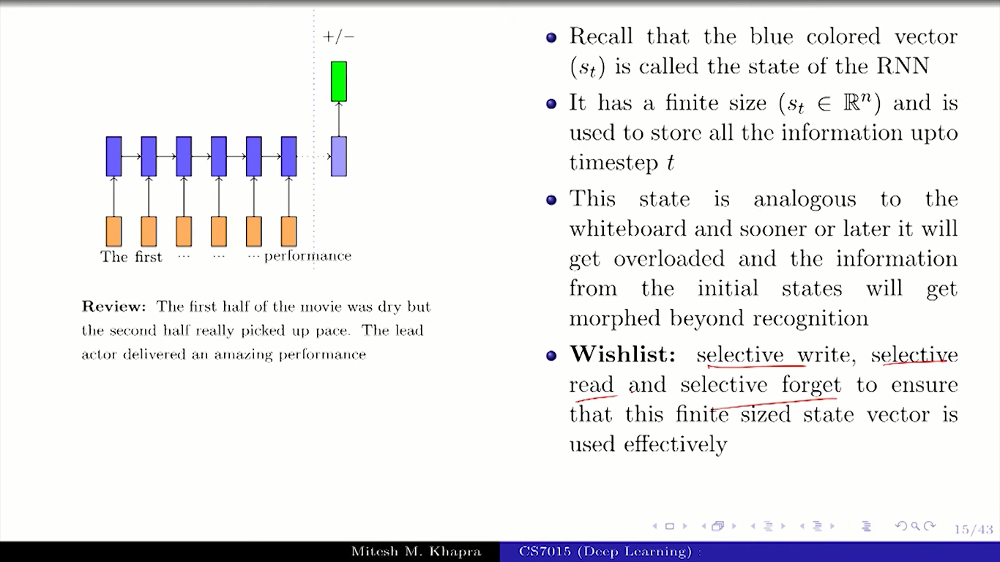 +/−
The first ... ... ... performance
Review: The first half of the movie was dry but
the second half really picked up pace. The lead
actor delivered an amazing performance
• Recall that the blue colored vector
(sₜ) is called the state of the RNN
• It has a finite size (sₜ ∈ ℝⁿ) and is
used to store all the information upto
timestep t
• This state is analogous to the
whiteboard and sooner or later it will
get overloaded and the information
from the initial states will get
morphed beyond recognition
• Wishlist: selective write, selective
read and selective forget to ensure
that this finite sized state vector is
used effectively
15/43
Mitesh M. Khapra CS7015 (Deep Learning) :